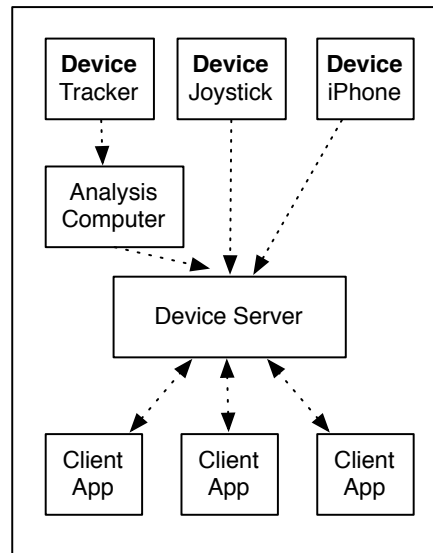 Device
Tracker
Device
Joystick
Device
iPhone
Analysis
Computer
Device Server
Client
App
Client
App
Client
App